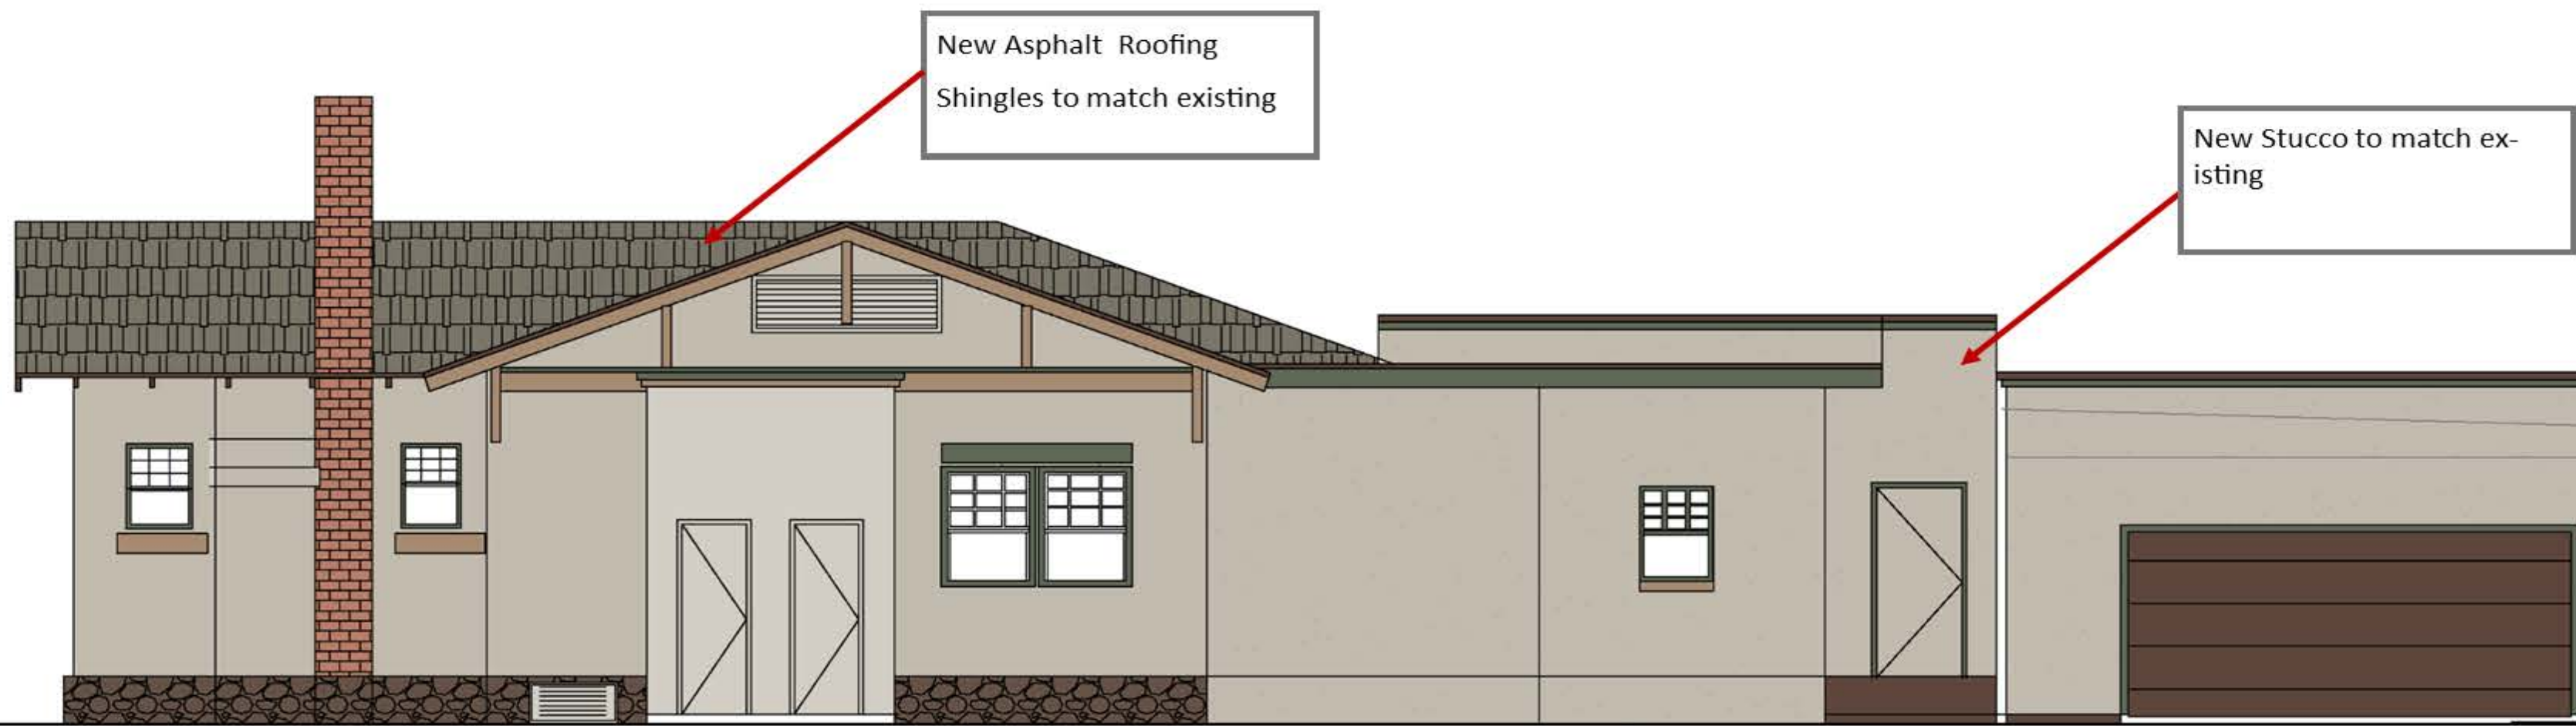 New Asphalt  Roofing
Shingles to match existing
New Stucco to match ex-
isting